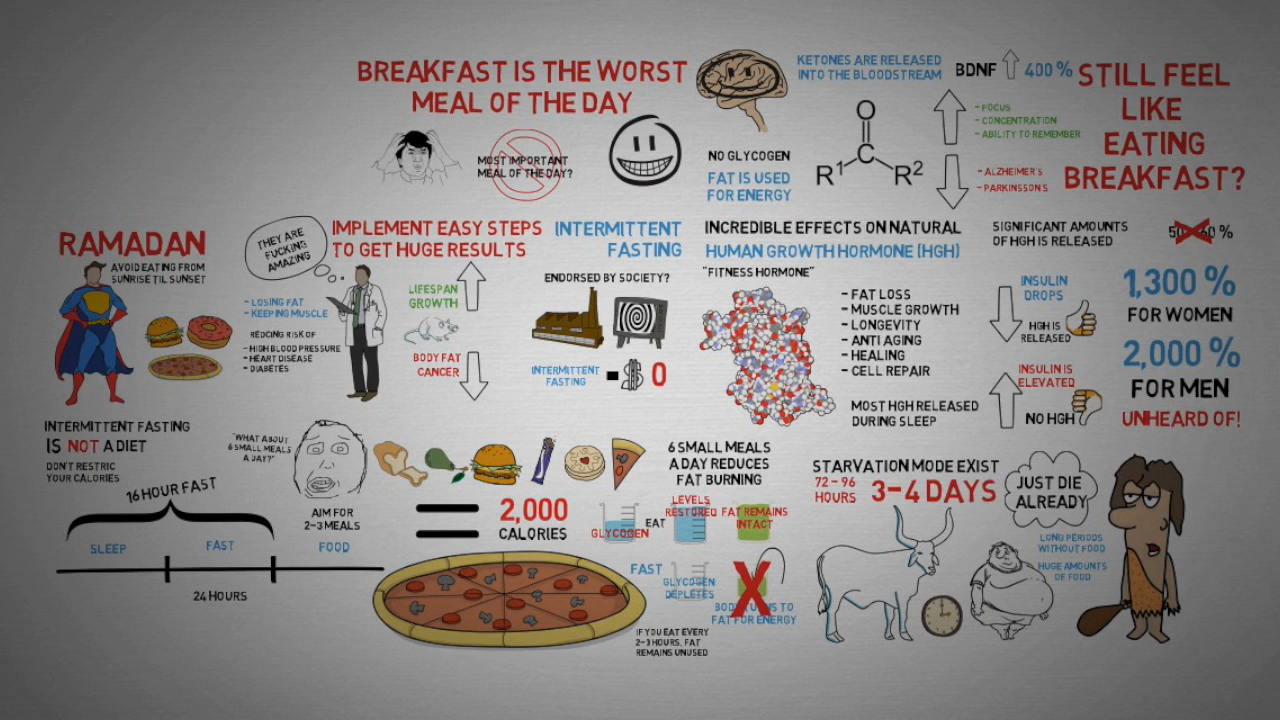 BREAKFAST IS THE WORST
MEAL OF THE DAY
MOST IMPORTANT
MEAL OF THE DAY?
KETONES ARE RELEASED
INTO THE BLOODSTREAM
BDNF 400 %
- FOCUS
- CONCENTRATION
- ABILITY TO REMEMBER
NO GLYCOGEN
FAT IS USED
FOR ENERGY
O
R1 C R2
- ALZHEIMER'S
- PARKINSSONS
STILL FEEL
LIKE
EATING
BREAKFAST?
RAMADAN
AVOID EATING FROM
SUNRISE TIL SUNSET
THEY ARE
FUCKING
AMAZING
- LOSING FAT
- KEEPING MUSCLE
REDCING RISK OF
- HIGH BLOOD PRESSURE
- HEART DISEASE
- DIABETES
IMPLEMENT EASY STEPS
TO GET HUGE RESULTS
LIFESPAN
GROWTH
BODY FAT
CANCER
INTERMITTENT
FASTING
ENDORSED BY SOCIETY?
INTERMITTENT
FASTING
- $ 0
INCREDIBLE EFFECTS ON NATURAL
HUMAN GROWTH HORMONE (HGH)
"FITNESS HORMONE"
- FAT LOSS
- MUSCLE GROWTH
- LONGEVITY
- ANTI AGING
- HEALING
- CELL REPAIR
MOST HGH RELEASED
DURING SLEEP
SIGNIFICANT AMOUNTS
OF HGH IS RELEASED
%
INSULIN
DROPS
HGH IS
RELEASED
INSULIN IS
ELEVATED
NO HGH
1,300 %
FOR WOMEN
2,000 %
FOR MEN
UNHEARD OF!
INTERMITTENT FASTING
IS NOT A DIET
DON'T RESTRIC
YOUR CALORIES
16 HOUR FAST
SLEEP
FAST
FOOD
24 HOURS
"WHAT ABOUT
6 SMALL MEALS
A DAY?"
AIM FOR
2-3 MEALS
2,000
CALORIES
6 SMALL MEALS
A DAY REDUCES
FAT BURNING
GLYCOGEN
EAT
LEVELS
RESTORED
FAT REMAINS
INTACT
FAST
GLYCOGEN
DEPLETES
BODY TURNS TO
FAT FOR ENERGY
IF YOU EAT EVERY
2-3 HOURS, FAT
REMAINS UNUSED
STARVATION MODE EXIST
72 - 96
HOURS
3-4 DAYS
JUST DIE
ALREADY
LONG PERIODS
WITHOUT FOOD
HUGE AMOUNTS
OF FOOD